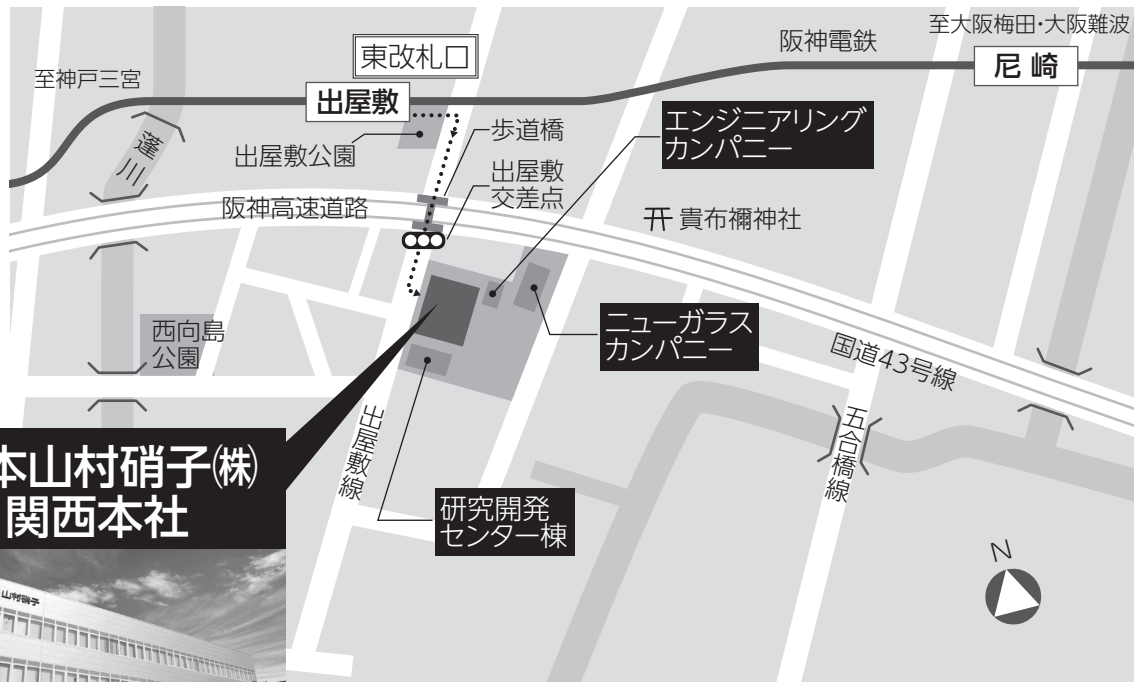 至大阪梅田・大阪難波
阪神電鉄
尼崎
東改札口
至神戸三宮
出屋敷
蓬川
出屋敷公園
歩道橋
出屋敷
交差点
エンジニアリング
カンパニー
阪神高速道路
貴布禰神社
ニューガラス
カンパニー
西向島
公園
国道43号線
出屋敷線
五合橋線
本山村硝子㈱
関西本社
研究開発
センター棟
山村硝子
N